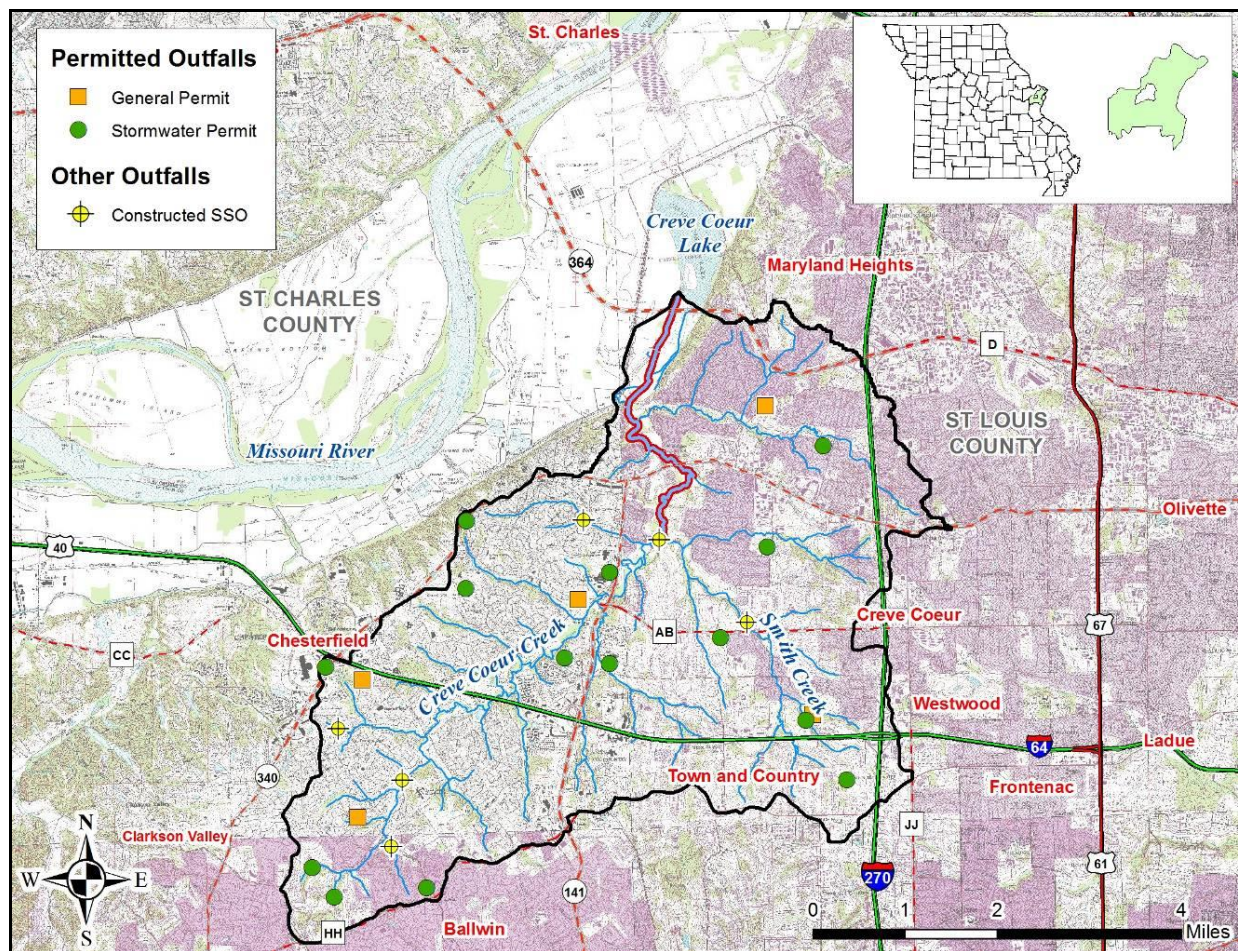 Permitted Outfalls
General Permit
Stormwater Permit
Other Outfalls
Constructed SSO
St. Charles
Creve Coeur
Lake
Maryland Heights
364
ST CHARLES
COUNTY
D
ST LOUIS
COUNTY
Missouri River
Olivette
40
Creve Coeur
67
AB
Chesterfield
CC
Creve Coeur Creek
Smith Creek
Westwood
64
Ladue
Town and Country
Frontenac
340
Clarkson Valley
JJ
61
N
W
E
S
270
141
HH
Ballwin
0 1 2 4
Miles